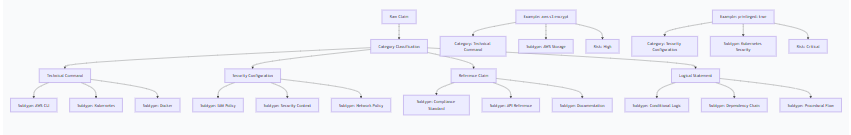 Raw Claim
Example: aws s3 encrypt
Example: privileged: true
Category Classification
Category: Technical
Command
Subtype: AWS Storage
Risk: High
Category: Security
Configuration
Subtype: Kubernetes
Security
Risk: Critical
Technical Command
Security Configuration
Reference Claim
Logical Statement
Subtype: AWS CLI
Subtype: Kubernetes
Subtype: Docker
Subtype: IAM Policy
Subtype: Security Context
Subtype: Network Policy
Subtype: Compliance
Standard
Subtype: API Reference
Subtype: Documentation
Subtype: Conditional Logic
Subtype: Dependency Chain
Subtype: Procedural Flow